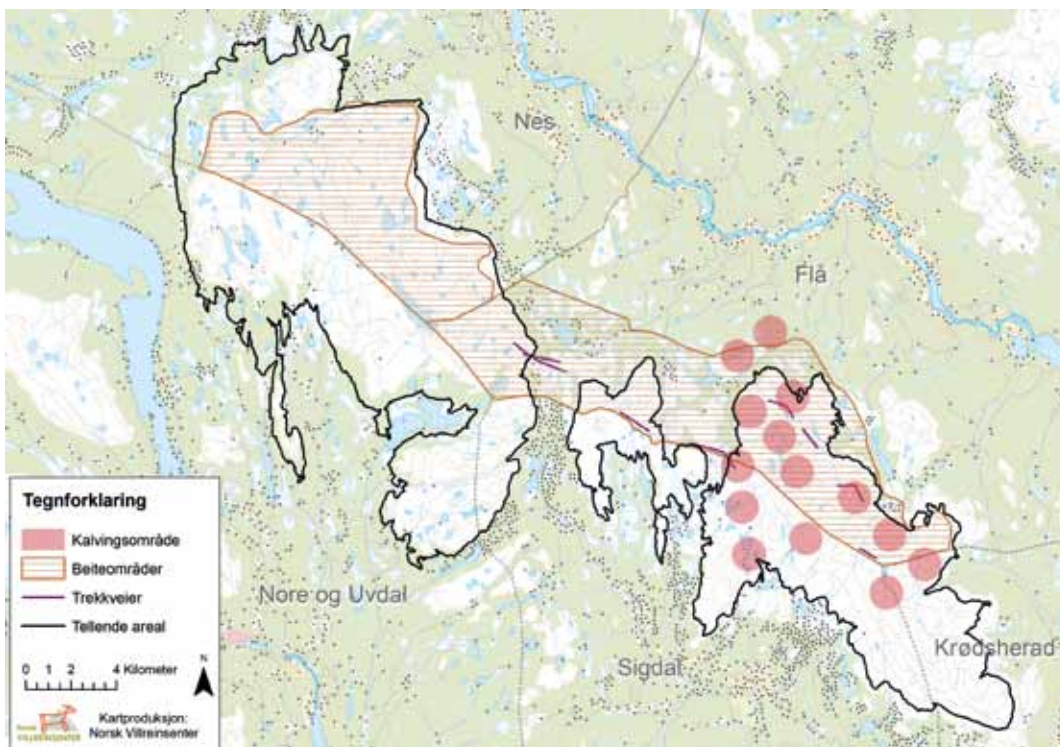 Nes
Flå
Nore og Uvdal
Sigdal
Krødsherad
Tegnforklaring
Kalvingsområde
Beiteområder
Trekkveier
Tellende areal
0 1 2 4 Kilometer
N
Kartproduksjon:
Norsk Villreinsenter
VILLREINSENTER